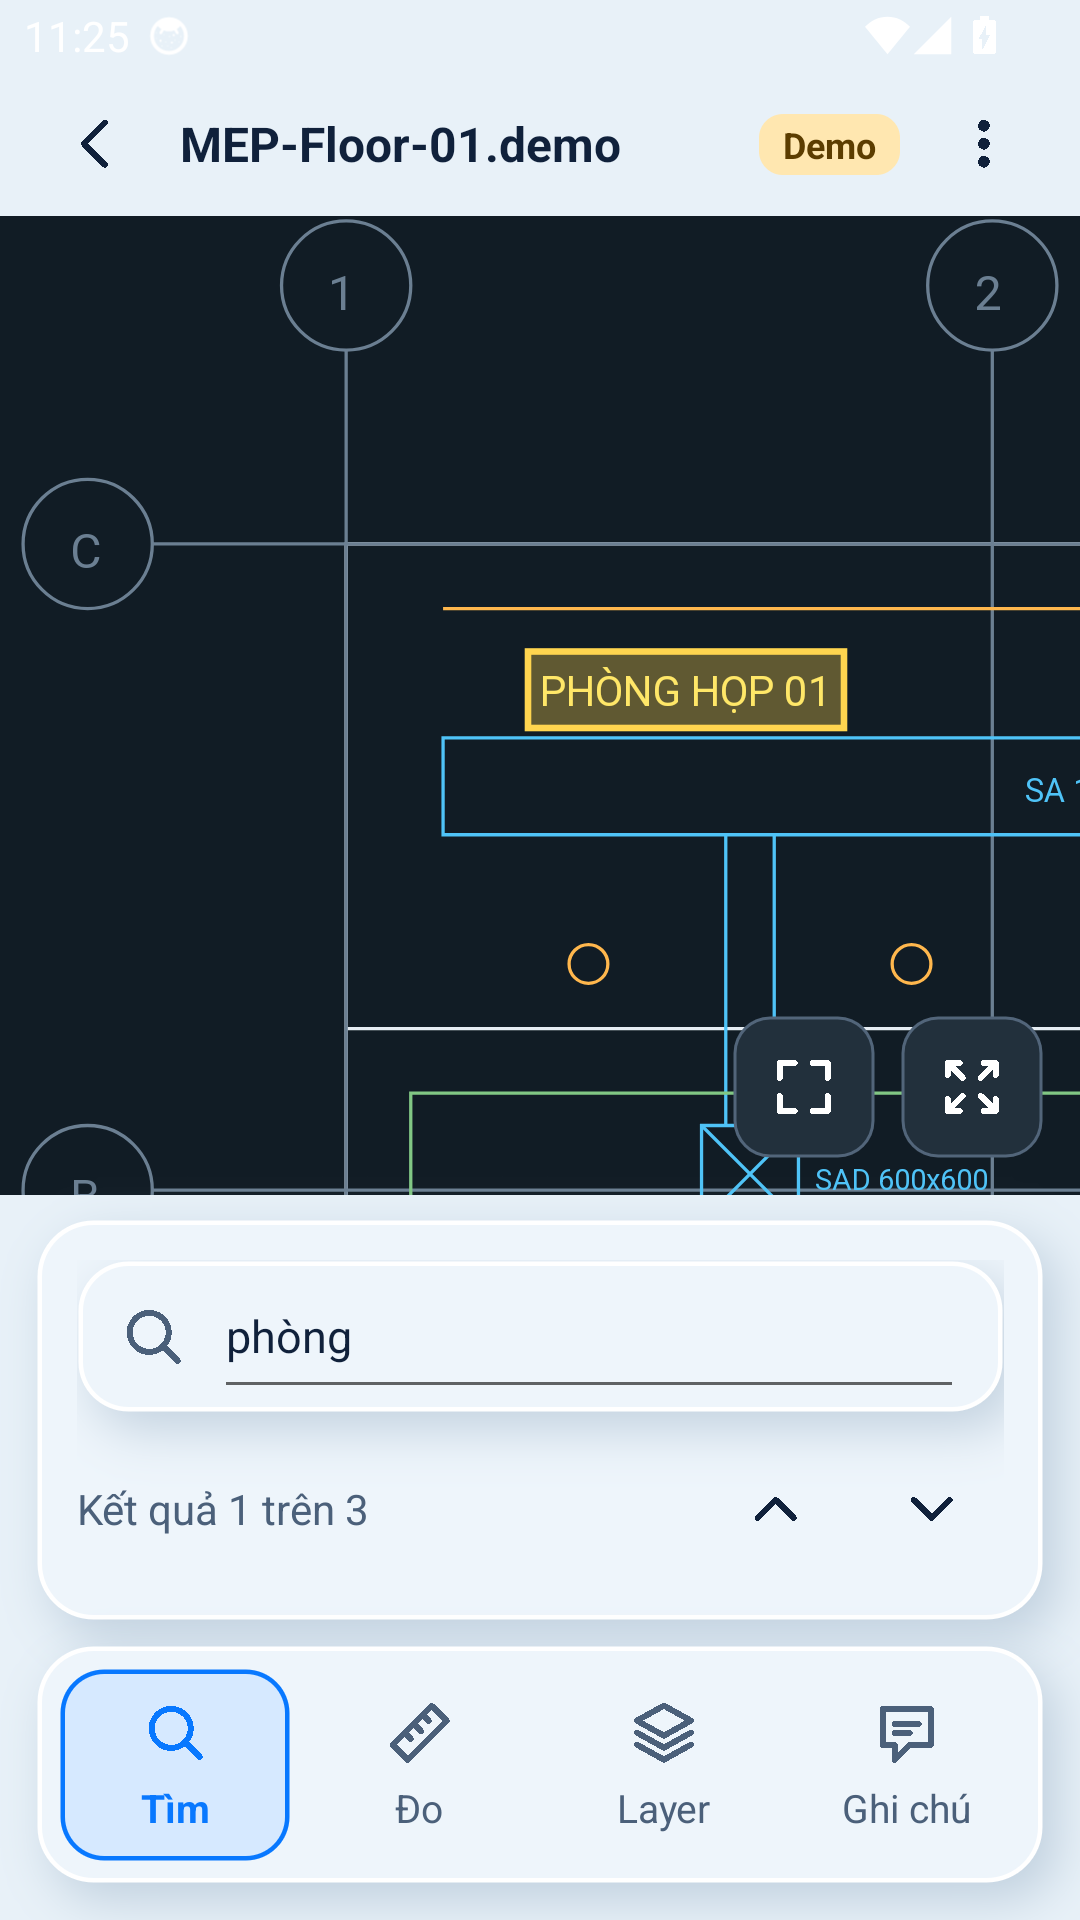 11:25
MEP-Floor-01.demo
Demo
1
2
C
PHÒNG HỌP 01
SA
SAD 600x600
phòng
Kết quả 1 trên 3
Tìm
Đo
Layer
Ghi chú